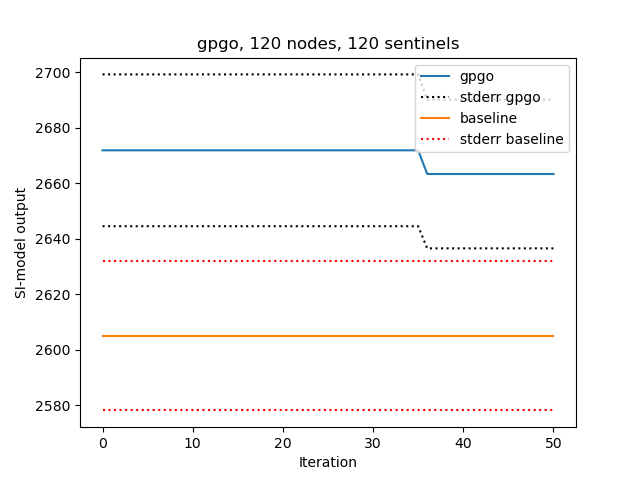 gpgo, 120 nodes, 120 sentinels
2700
2680
2660
2640
2620
2600
2580
SI-model output
gpgo
stderr gpgo
baseline
stderr baseline
0 10 20 30 40 50
Iteration